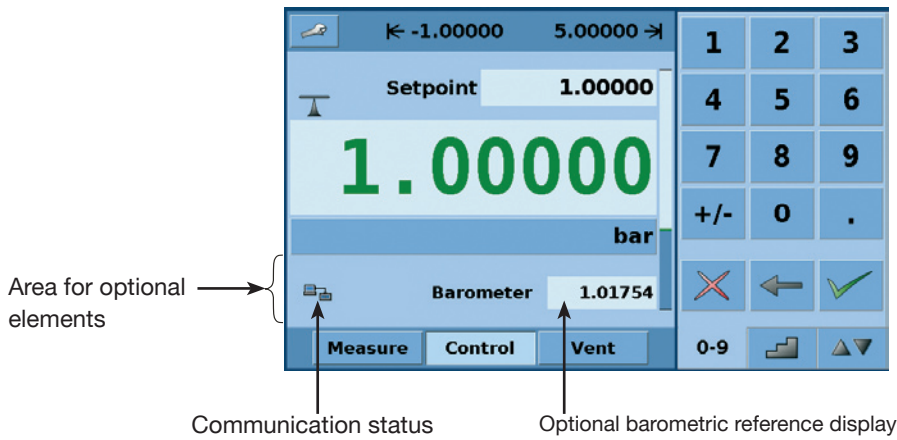 -1.00000 5.00000
Setpoint 1.00000
1.00000
bar
Barometer 1.01754
Measure Control Vent
1 2 3
4 5 6
7 8 9
+/- 0 .
0-9
Area for optional
elements
Communication status
Optional barometric reference display